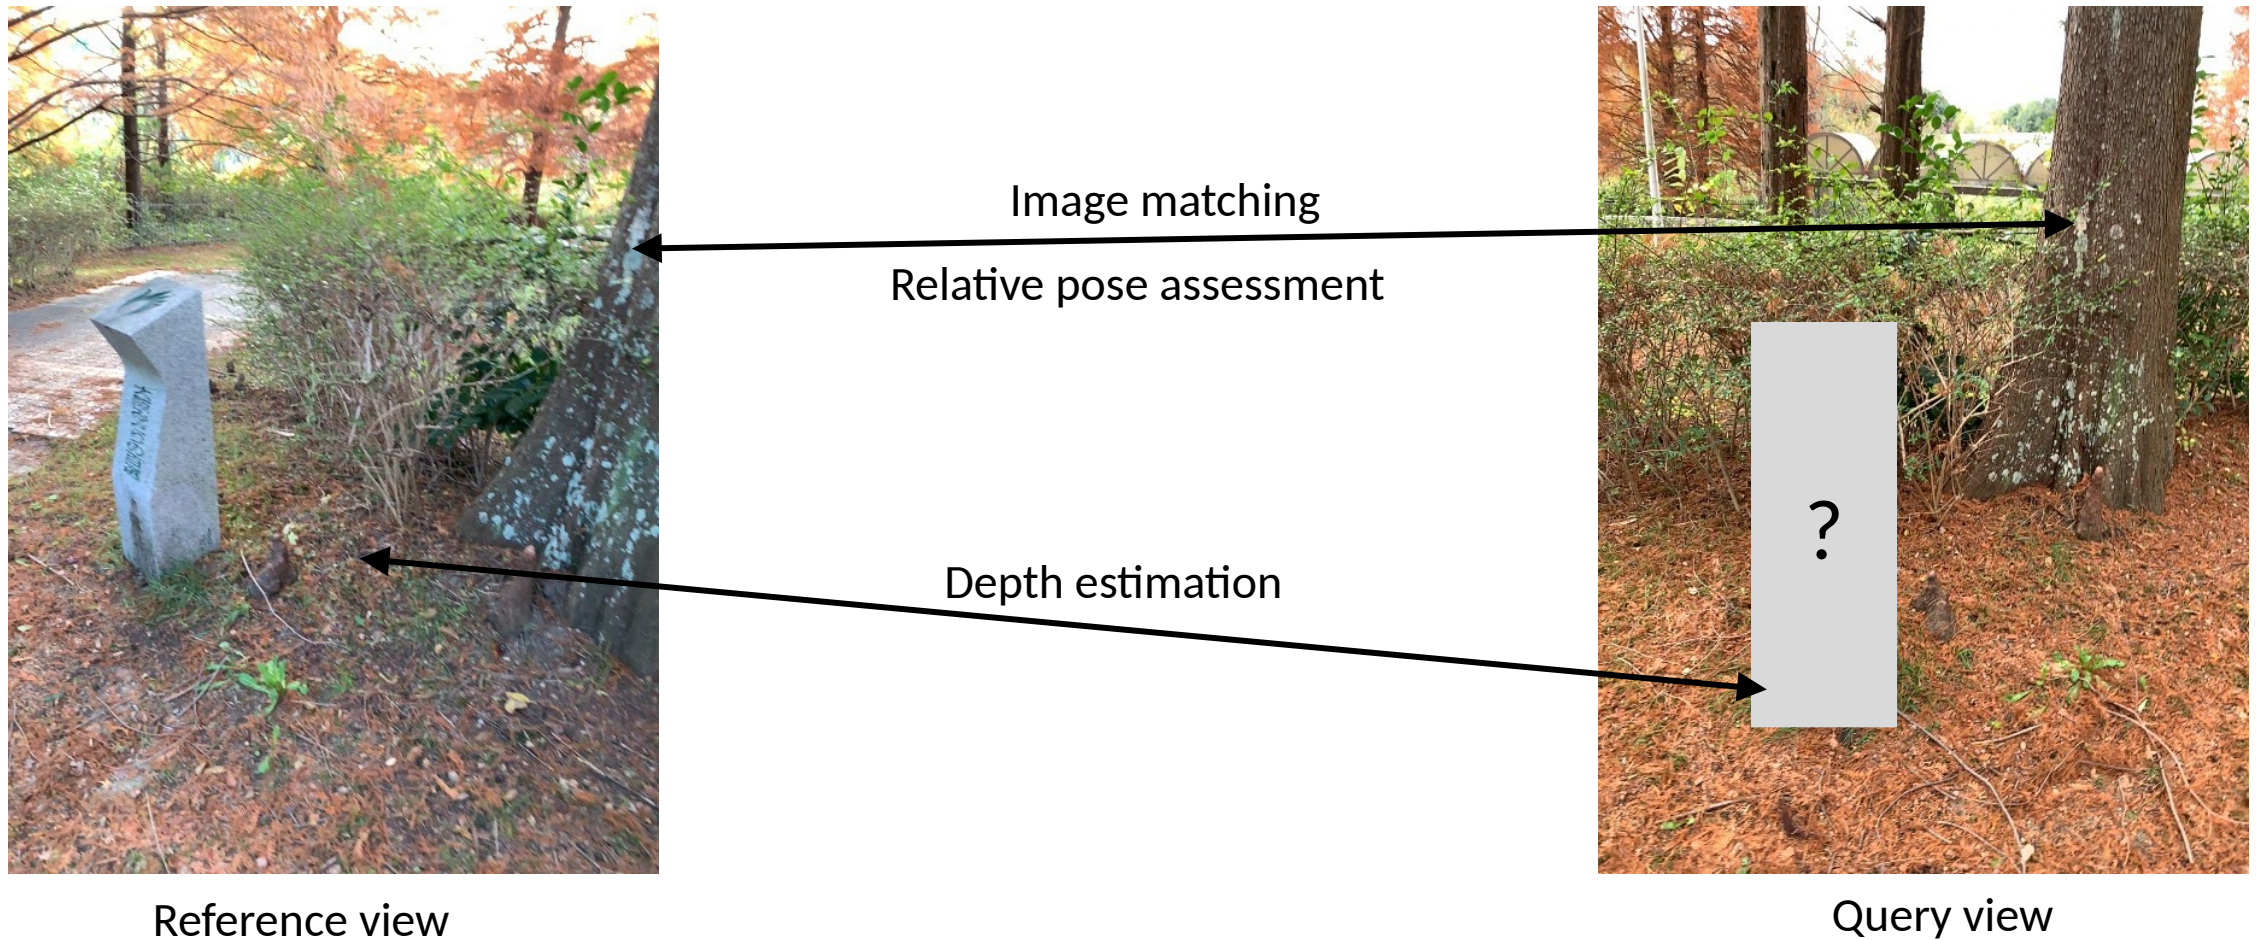 Image matching
Relative pose assessment
Depth estimation
?
Reference view
Query view